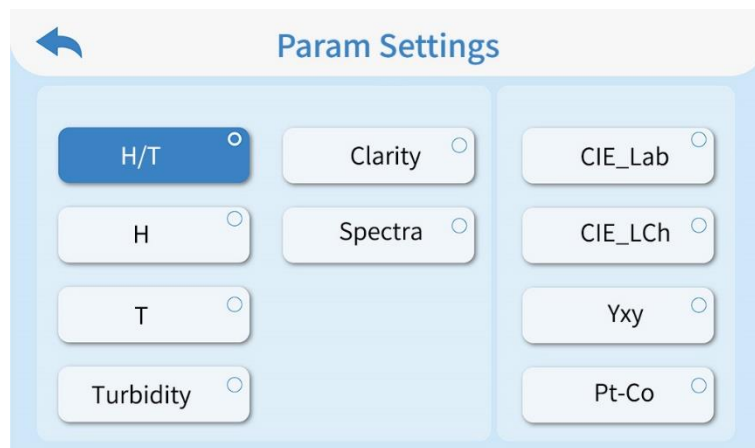 Param Settings
H/T
Clarity
CIE_Lab
H
Spectra
CIE_LCh
T
Yxy
Turbidity
Pt-Co